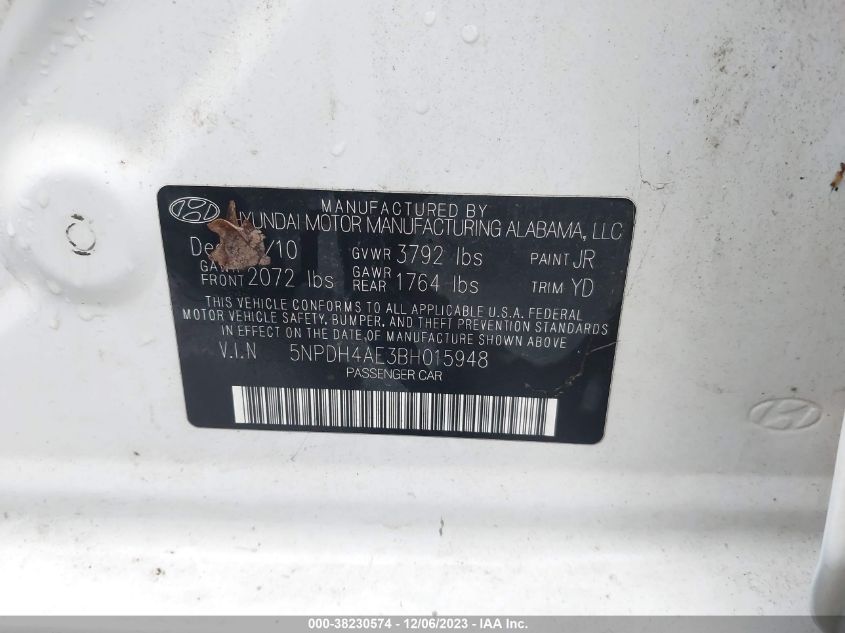 MANUFACTURED BY
HYUNDAI MOTOR MANUFACTURING ALABAMA, LLC
/10 GVWR 3792 lbs PAINT JR
FRONT 2072 lbs GAWR REAR 1764 lbs TRIM YD
THIS VEHICLE CONFORMS TO ALL APPLICABLE U.S.A. FEDERAL
MOTOR VEHICLE SAFETY, BUMPER, AND THEFT PREVENTION STANDARDS
IN EFFECT ON THE DATE OF MANUFACTURE SHOWN ABOVE
V.I.N 5NPDH4AE3BH015948
PASSENGER CAR
000-38230574 - 12/06/2023 - IAA Inc.